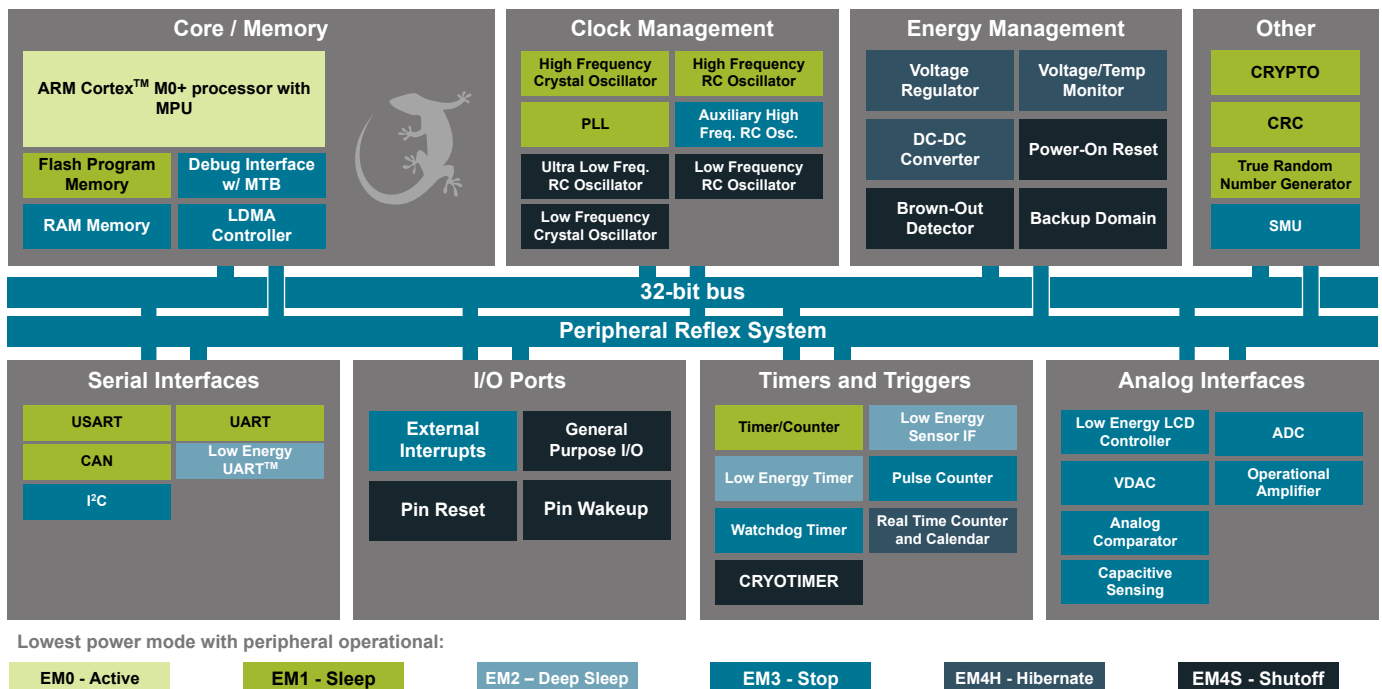 Core / Memory
ARM Cortex™ M0+ processor with
MPU
Flash Program
Memory
Debug Interface
w/ MTB
RAM Memory
LDMA
Controller
Clock Management
High Frequency
Crystal Oscillator
High Frequency
RC Oscillator
PLL
Auxiliary High
Freq. RC Osc.
Ultra Low Freq.
RC Oscillator
Low Frequency
RC Oscillator
Low Frequency
Crystal Oscillator
Energy Management
Voltage
Regulator
Voltage/Temp
Monitor
DC-DC
Converter
Power-On Reset
Brown-Out
Detector
Backup Domain
Other
CRYPTO
CRC
True Random
Number Generator
SMU
32-bit bus
Peripheral Reflex System
Serial Interfaces
USART
UART
CAN
Low Energy
UART™
I²C
I/O Ports
External
Interrupts
General
Purpose I/O
Pin Reset
Pin Wakeup
Timers and Triggers
Timer/Counter
Low Energy
Sensor IF
Low Energy Timer
Pulse Counter
Watchdog Timer
Real Time Counter
and Calendar
CRYOTIMER
Analog Interfaces
Low Energy LCD
Controller
ADC
VDAC
Operational
Amplifier
Analog
Comparator
Capacitive
Sensing
Lowest power mode with peripheral operational:
EM0 - Active
EM1 - Sleep
EM2 – Deep Sleep
EM3 - Stop
EM4H - Hibernate
EM4S - Shutoff